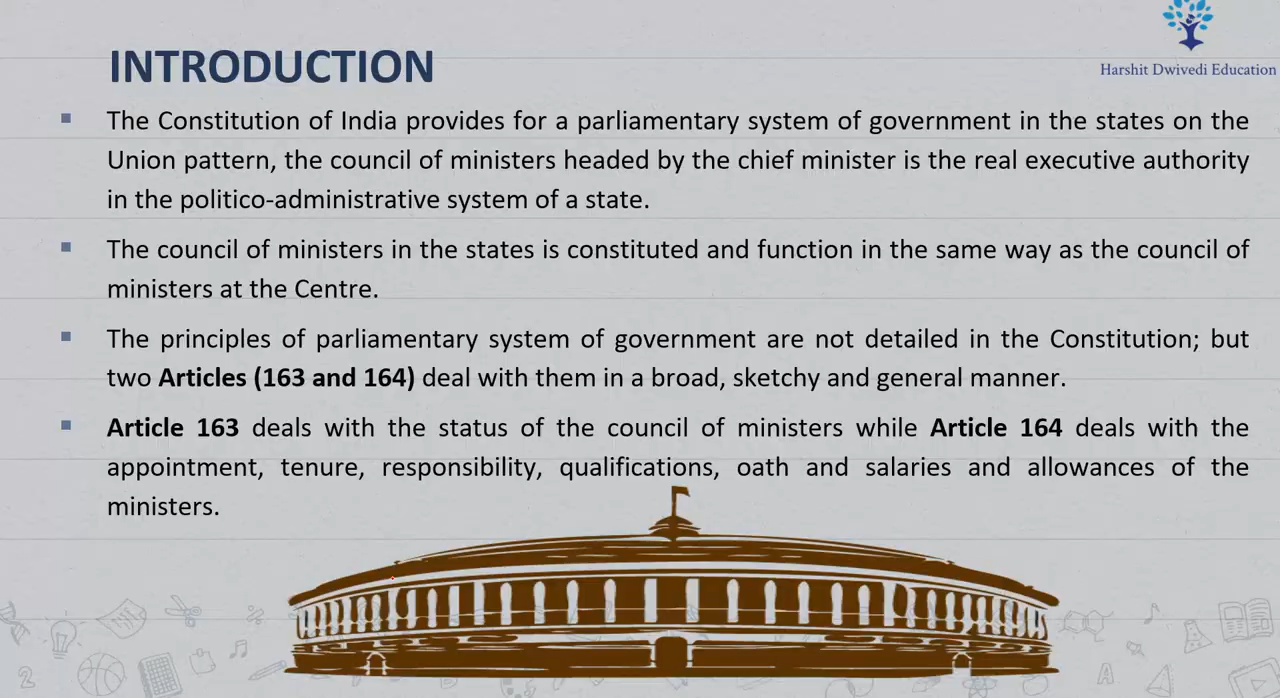 Harshit Dwivedi Education
INTRODUCTION
▪ The Constitution of India provides for a parliamentary system of government in the states on the
Union pattern, the council of ministers headed by the chief minister is the real executive authority
in the politico-administrative system of a state.
▪ The council of ministers in the states is constituted and function in the same way as the council of
ministers at the Centre.
▪ The principles of parliamentary system of government are not detailed in the Constitution; but
two Articles (163 and 164) deal with them in a broad, sketchy and general manner.
▪ Article 163 deals with the status of the council of ministers while Article 164 deals with the
appointment, tenure, responsibility, qualifications, oath and salaries and allowances of the
ministers.